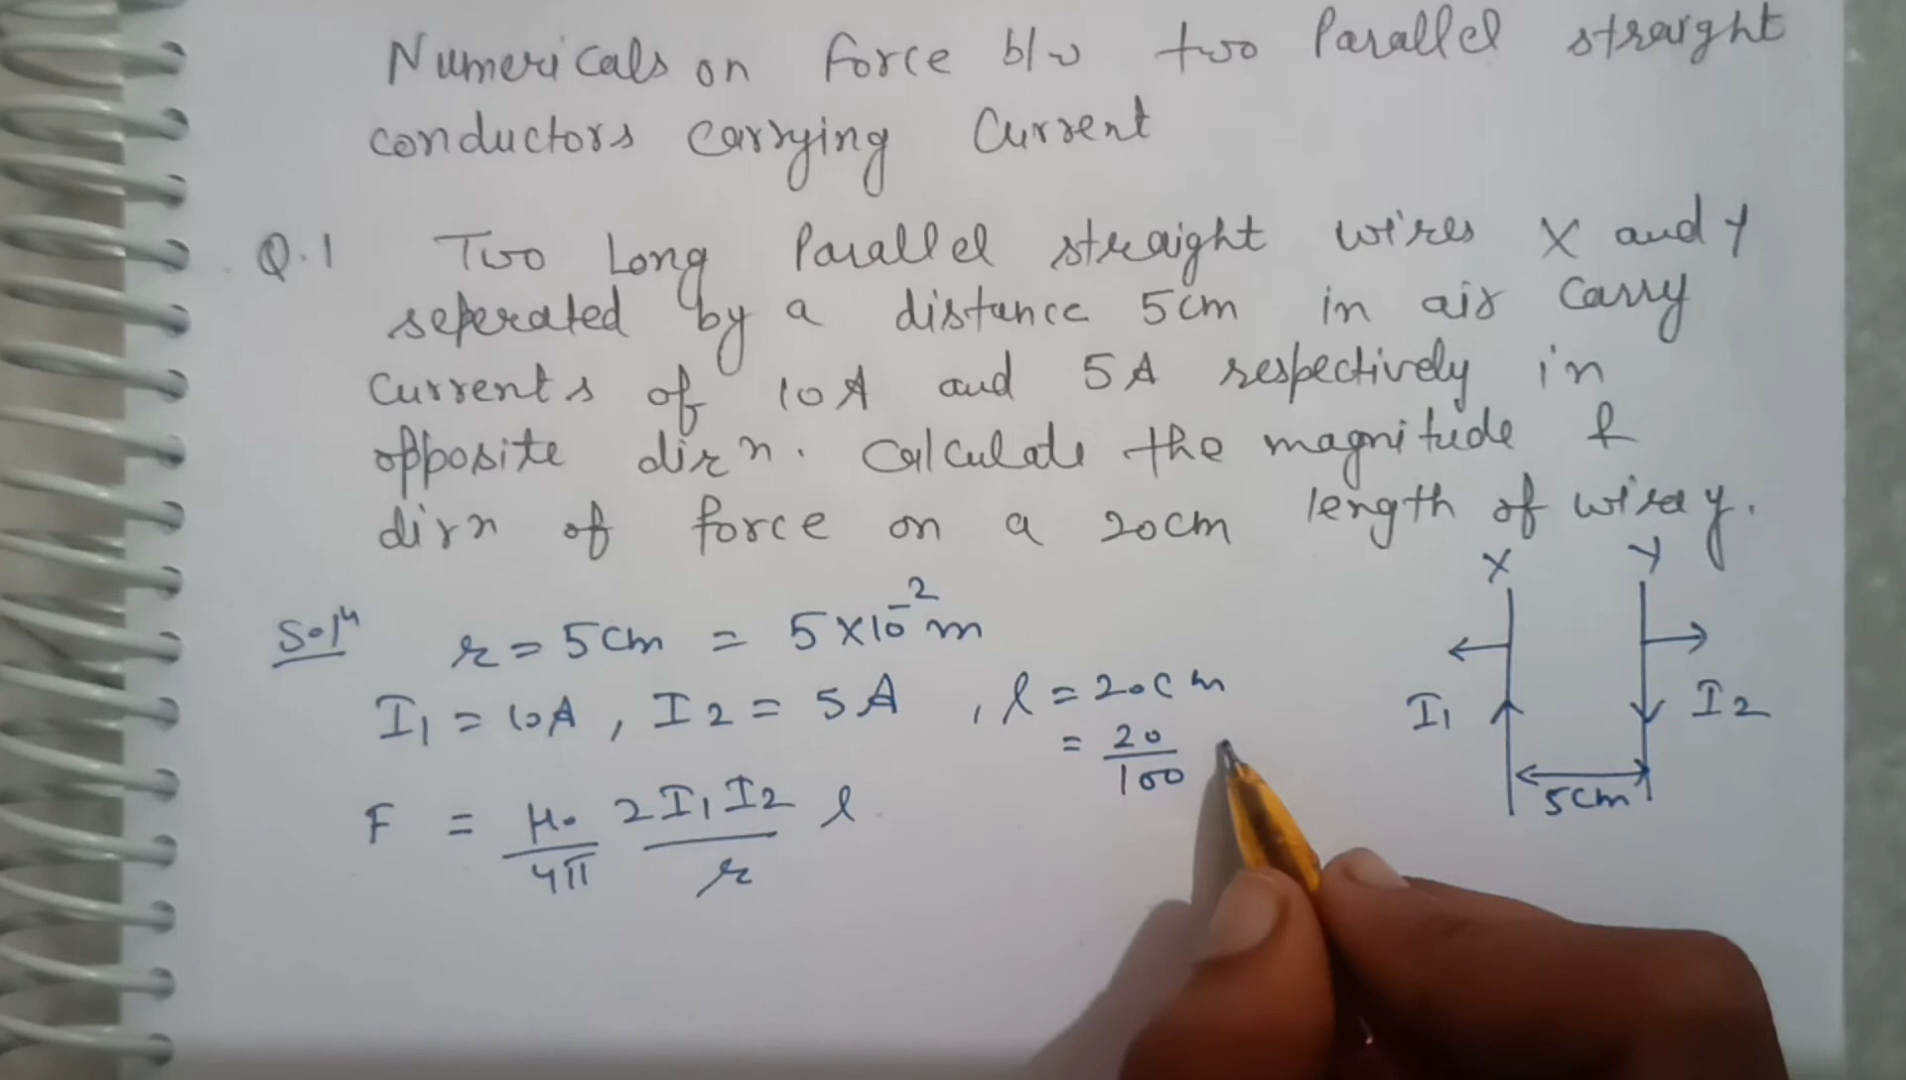 Numericals on force b/w two Parallel straight
conductors carrying Current
Q.1 Two Long Parallel straight wires X and Y
seperated by a distance 5cm in air carry
currents of 10A and 5A respectively in
opposite dirn. Calculate the magnitude &
dirn of force on a 20cm length of wire y.
Soln r = 5cm = 5×10⁻² m
I₁ = 10A, I₂ = 5A, l = 20cm
= 20/100
F = μ₀/4π 2I₁I₂/r l
X Y
I₁ I₂
5cm